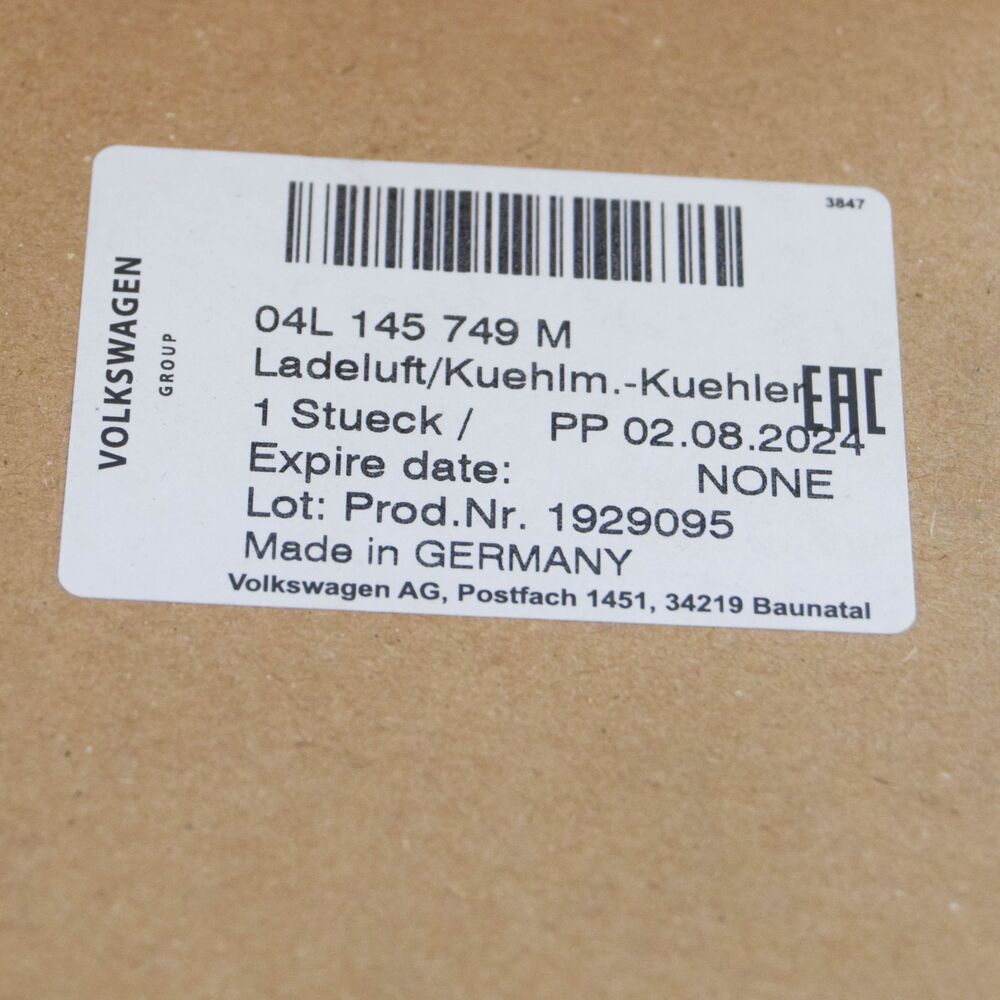 3847
VOLKSWAGEN
GROUP
04L 145 749 M
Ladeluft/Kuehlm.-Kuehler
EAC
1 Stueck / PP 02.08.2024
Expire date: NONE
Lot: Prod.Nr. 1929095
Made in GERMANY
Volkswagen AG, Postfach 1451, 34219 Baunatal